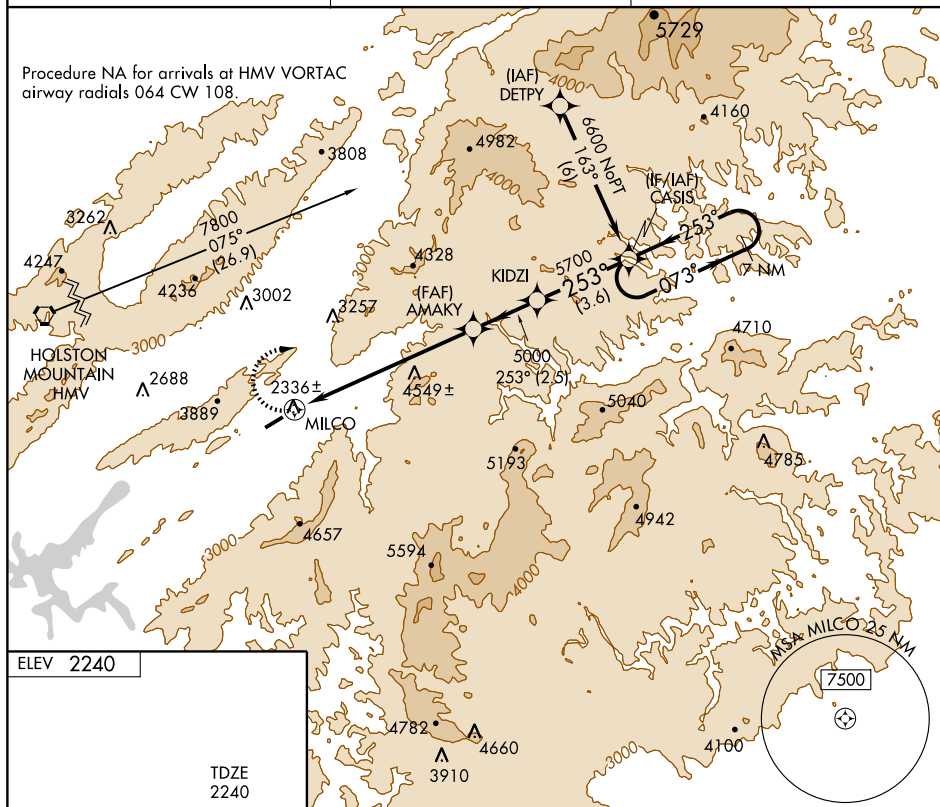 Procedure NA for arrivals at HMV VORTAC
airway radials 064 CW 108.
5729
4000
(IAF)
DETPY
4160
6600 NoPT
163°
(6)
4982
4000
3808
3000
(IF/IAF)
CASIS
253°
073°
7 NM
3262
7800
075°
(26.9)
4247
4236
4328
KIDZI
5700
253°
(3.6)
3002
3257
(FAF)
AMAKY
3000
HOLSTON
MOUNTAIN
HMV
5000
253° (2.5)
4710
2688
2336±
4549±
3889
MILCO
5040
5193
4785
4942
4657
3000
5594
4000
MSA MILCO 25 NM
7500
ELEV 2240
4782
4660
3910
4100
3000
TDZE
2240